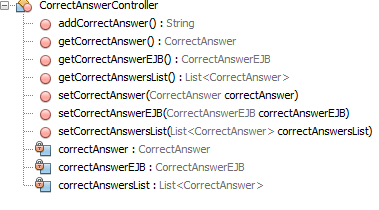 CorrectAnswerController
addCorrectAnswer() : String
getCorrectAnswer() : CorrectAnswer
getCorrectAnswerEJB() : CorrectAnswerEJB
getCorrectAnswersList() : List<CorrectAnswer>
setCorrectAnswer(CorrectAnswer correctAnswer)
setCorrectAnswerEJB(CorrectAnswerEJB correctAnswerEJB)
setCorrectAnswersList(List<CorrectAnswer> correctAnswersList)
correctAnswer : CorrectAnswer
correctAnswerEJB : CorrectAnswerEJB
correctAnswersList : List<CorrectAnswer>